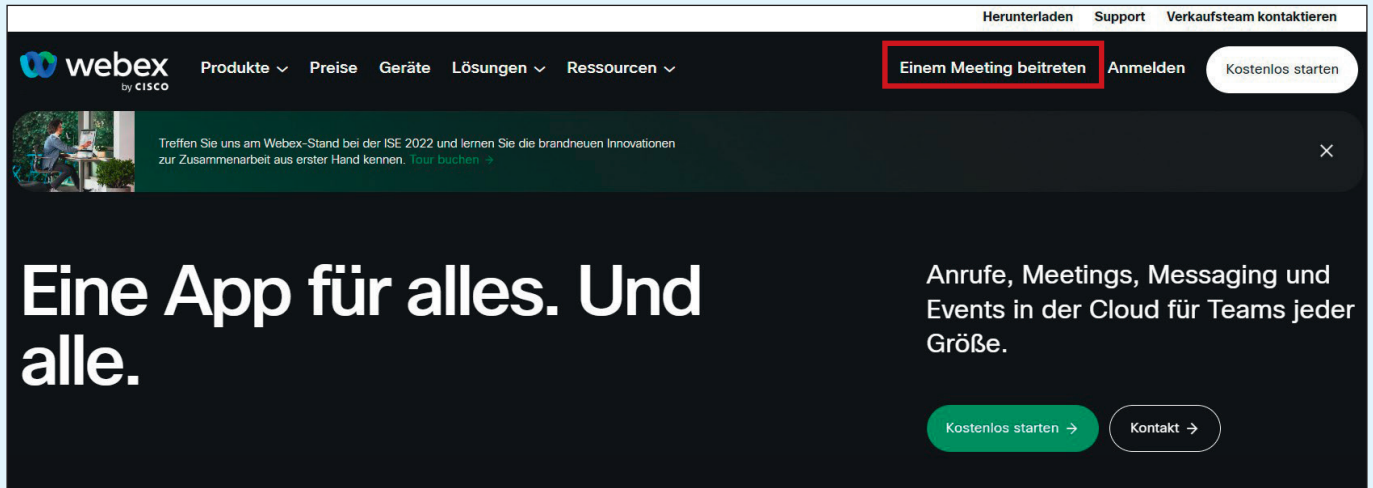 Herunterladen Support Verkaufsteam kontaktieren
webex Produkte Preise Geräte Lösungen Ressourcen Einem Meeting beitreten Anmelden Kostenlos starten
by CISCO
Treffen Sie uns am Webex-Stand bei der ISE 2022 und lernen Sie die brandneuen Innovationen
zur Zusammenarbeit aus erster Hand kennen. Tour buchen →
Eine App für alles. Und
alle.
Anrufe, Meetings, Messaging und
Events in der Cloud für Teams jeder
Größe.
Kostenlos starten → Kontakt →